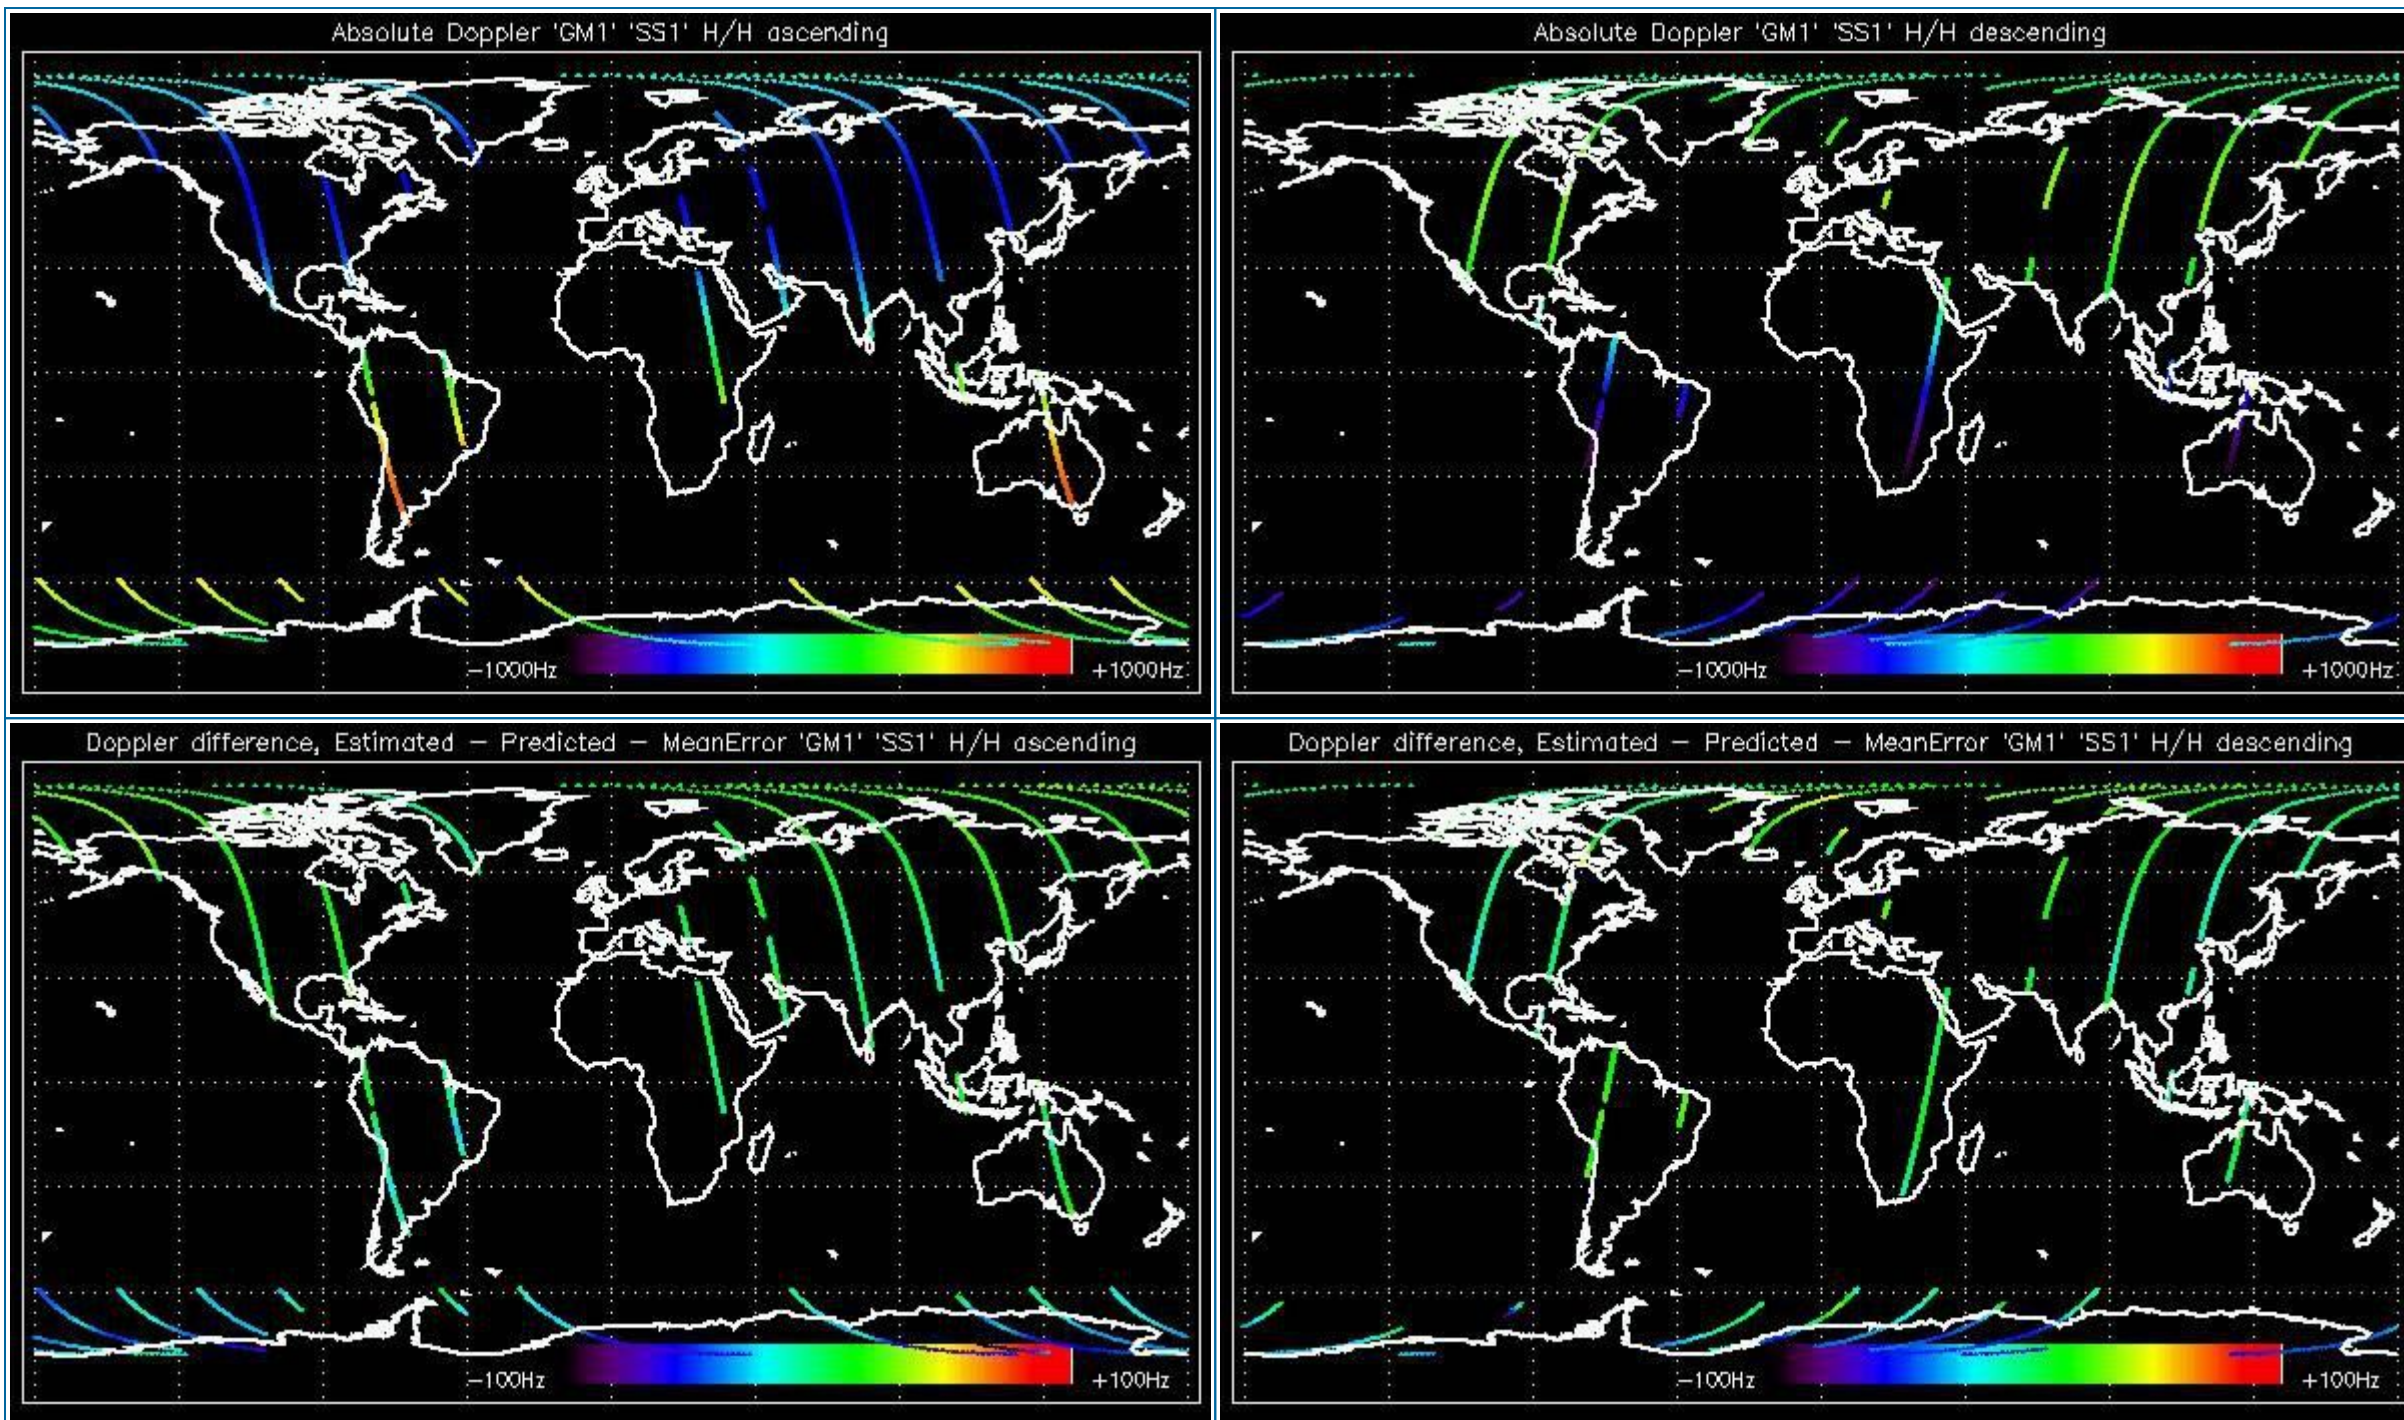 Absolute Doppler 'GM1' 'SS1' H/H ascending
-1000Hz +1000Hz
Absolute Doppler 'GM1' 'SS1' H/H descending
-1000Hz +1000Hz
Doppler difference, Estimated - Predicted - MeanError 'GM1' 'SS1' H/H ascending
-100Hz +100Hz
Doppler difference, Estimated - Predicted - MeanError 'GM1' 'SS1' H/H descending
-100Hz +100Hz